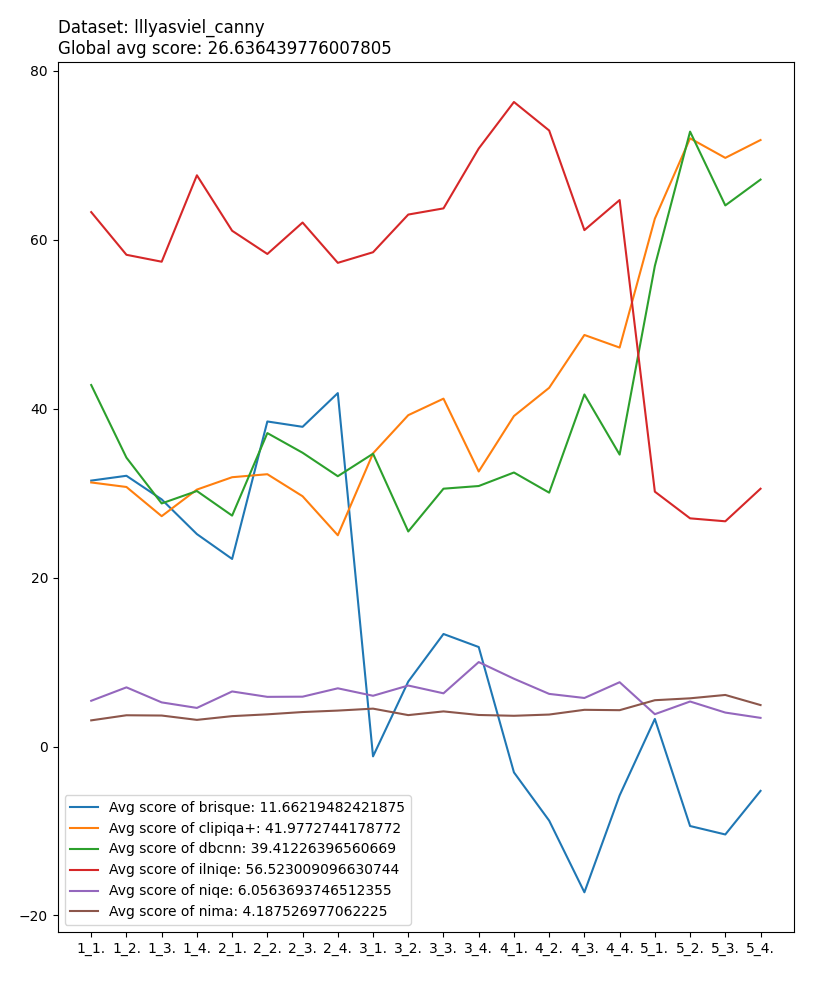 Dataset: lllyasviel_canny
Global avg score: 26.636439776007805
80
60
40
20
0
−20
Avg score of brisque: 11.66219482421875
Avg score of clipiqa+: 41.9772744178772
Avg score of dbcnn: 39.41226396560669
Avg score of ilniqe: 56.523009096630744
Avg score of niqe: 6.0563693746512355
Avg score of nima: 4.187526977062225
1_1. 1_2. 1_3. 1_4. 2_1. 2_2. 2_3. 2_4. 3_1. 3_2. 3_3. 3_4. 4_1. 4_2. 4_3. 4_4. 5_1. 5_2. 5_3. 5_4.